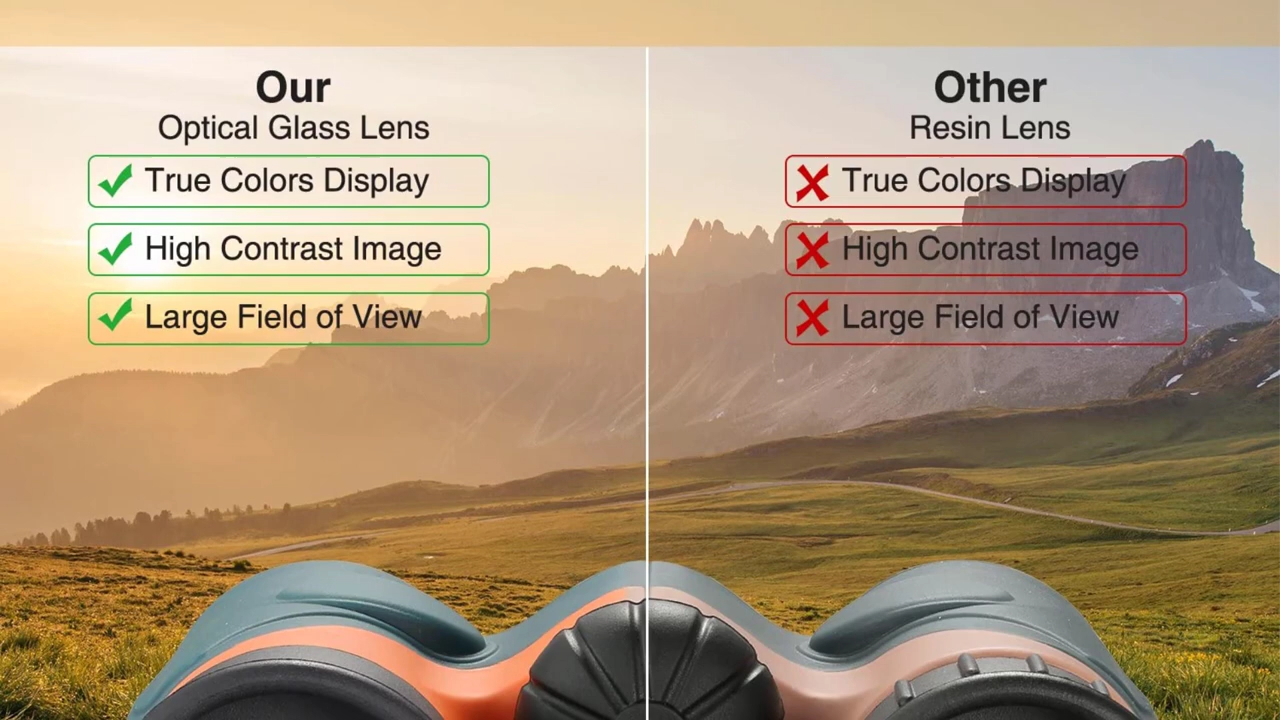 Our
Optical Glass Lens
True Colors Display
High Contrast Image
Large Field of View
Other
Resin Lens
True Colors Display
High Contrast Image
Large Field of View